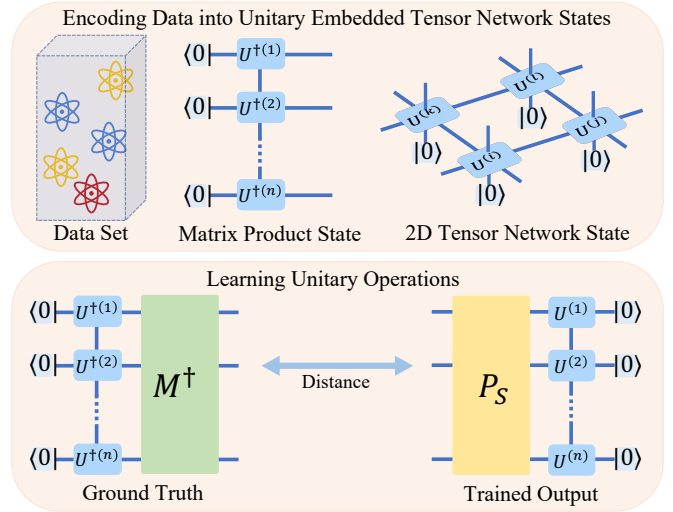 Encoding Data into Unitary Embedded Tensor Network States
⟨0| U†(1)
⟨0| U†(2)
⟨0| U†(n)
U(l)
U(k) |0⟩ U(j)
|0⟩ U(i) |0⟩
|0⟩
Data Set Matrix Product State 2D Tensor Network State
Learning Unitary Operations
⟨0| U†(1) U(1) |0⟩
⟨0| U†(2) M† Distance P_S U(2) |0⟩
⟨0| U†(n) U(n) |0⟩
Ground Truth Trained Output